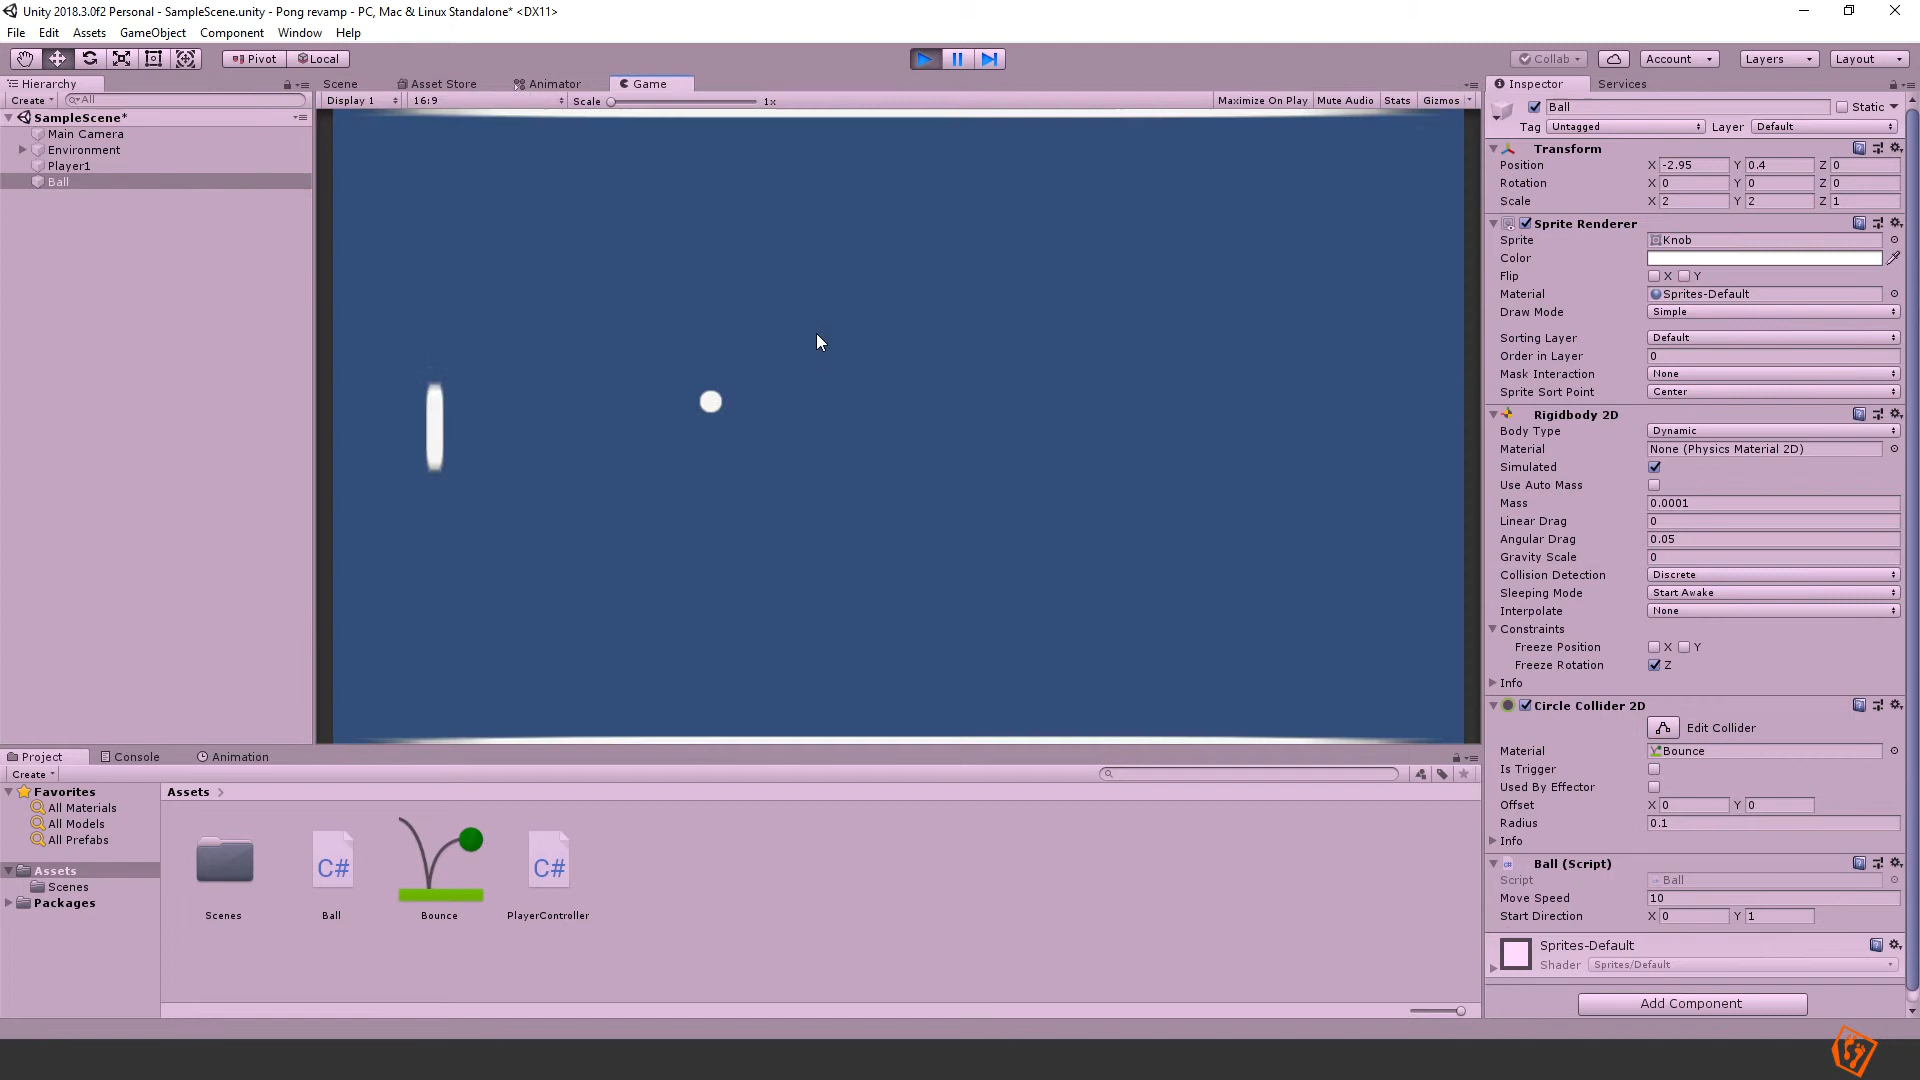 Unity 2018.3.0f2 Personal - SampleScene.unity - Pong revamp - PC, Mac & Linux Standalone* <DX11>
File Edit Assets GameObject Component Window Help
Pivot Local Collab Account Layers Layout
Hierarchy Scene Asset Store Animator Game Inspector Services
Create All Display 1 16:9 Scale 1x Maximize On Play Mute Audio Stats Gizmos
SampleScene*
Main Camera
Environment
Player1
Ball
Ball Static
Tag Untagged Layer Default
Transform
Position X -2.95 Y 0.4 Z 0
Rotation X 0 Y 0 Z 0
Scale X 2 Y 2 Z 1
Sprite Renderer
Sprite Knob
Color
Flip X Y
Material Sprites-Default
Draw Mode Simple
Sorting Layer Default
Order in Layer 0
Mask Interaction None
Sprite Sort Point Center
Rigidbody 2D
Body Type Dynamic
Material None (Physics Material 2D)
Simulated
Use Auto Mass
Mass 0.0001
Linear Drag 0
Angular Drag 0.05
Gravity Scale 0
Collision Detection Discrete
Sleeping Mode Start Awake
Interpolate None
Constraints
Freeze Position X Y
Freeze Rotation Z
Info
Circle Collider 2D
Edit Collider
Material Bounce
Is Trigger
Used By Effector
Offset X 0 Y 0
Radius 0.1
Info
Ball (Script)
Script Ball
Move Speed 10
Start Direction X 0 Y 1
Sprites-Default
Shader Sprites/Default
Add Component
Project Console Animation
Create
Favorites
All Materials
All Models
All Prefabs
Assets
Scenes
Packages
Assets
C# C#
Scenes Ball Bounce PlayerController